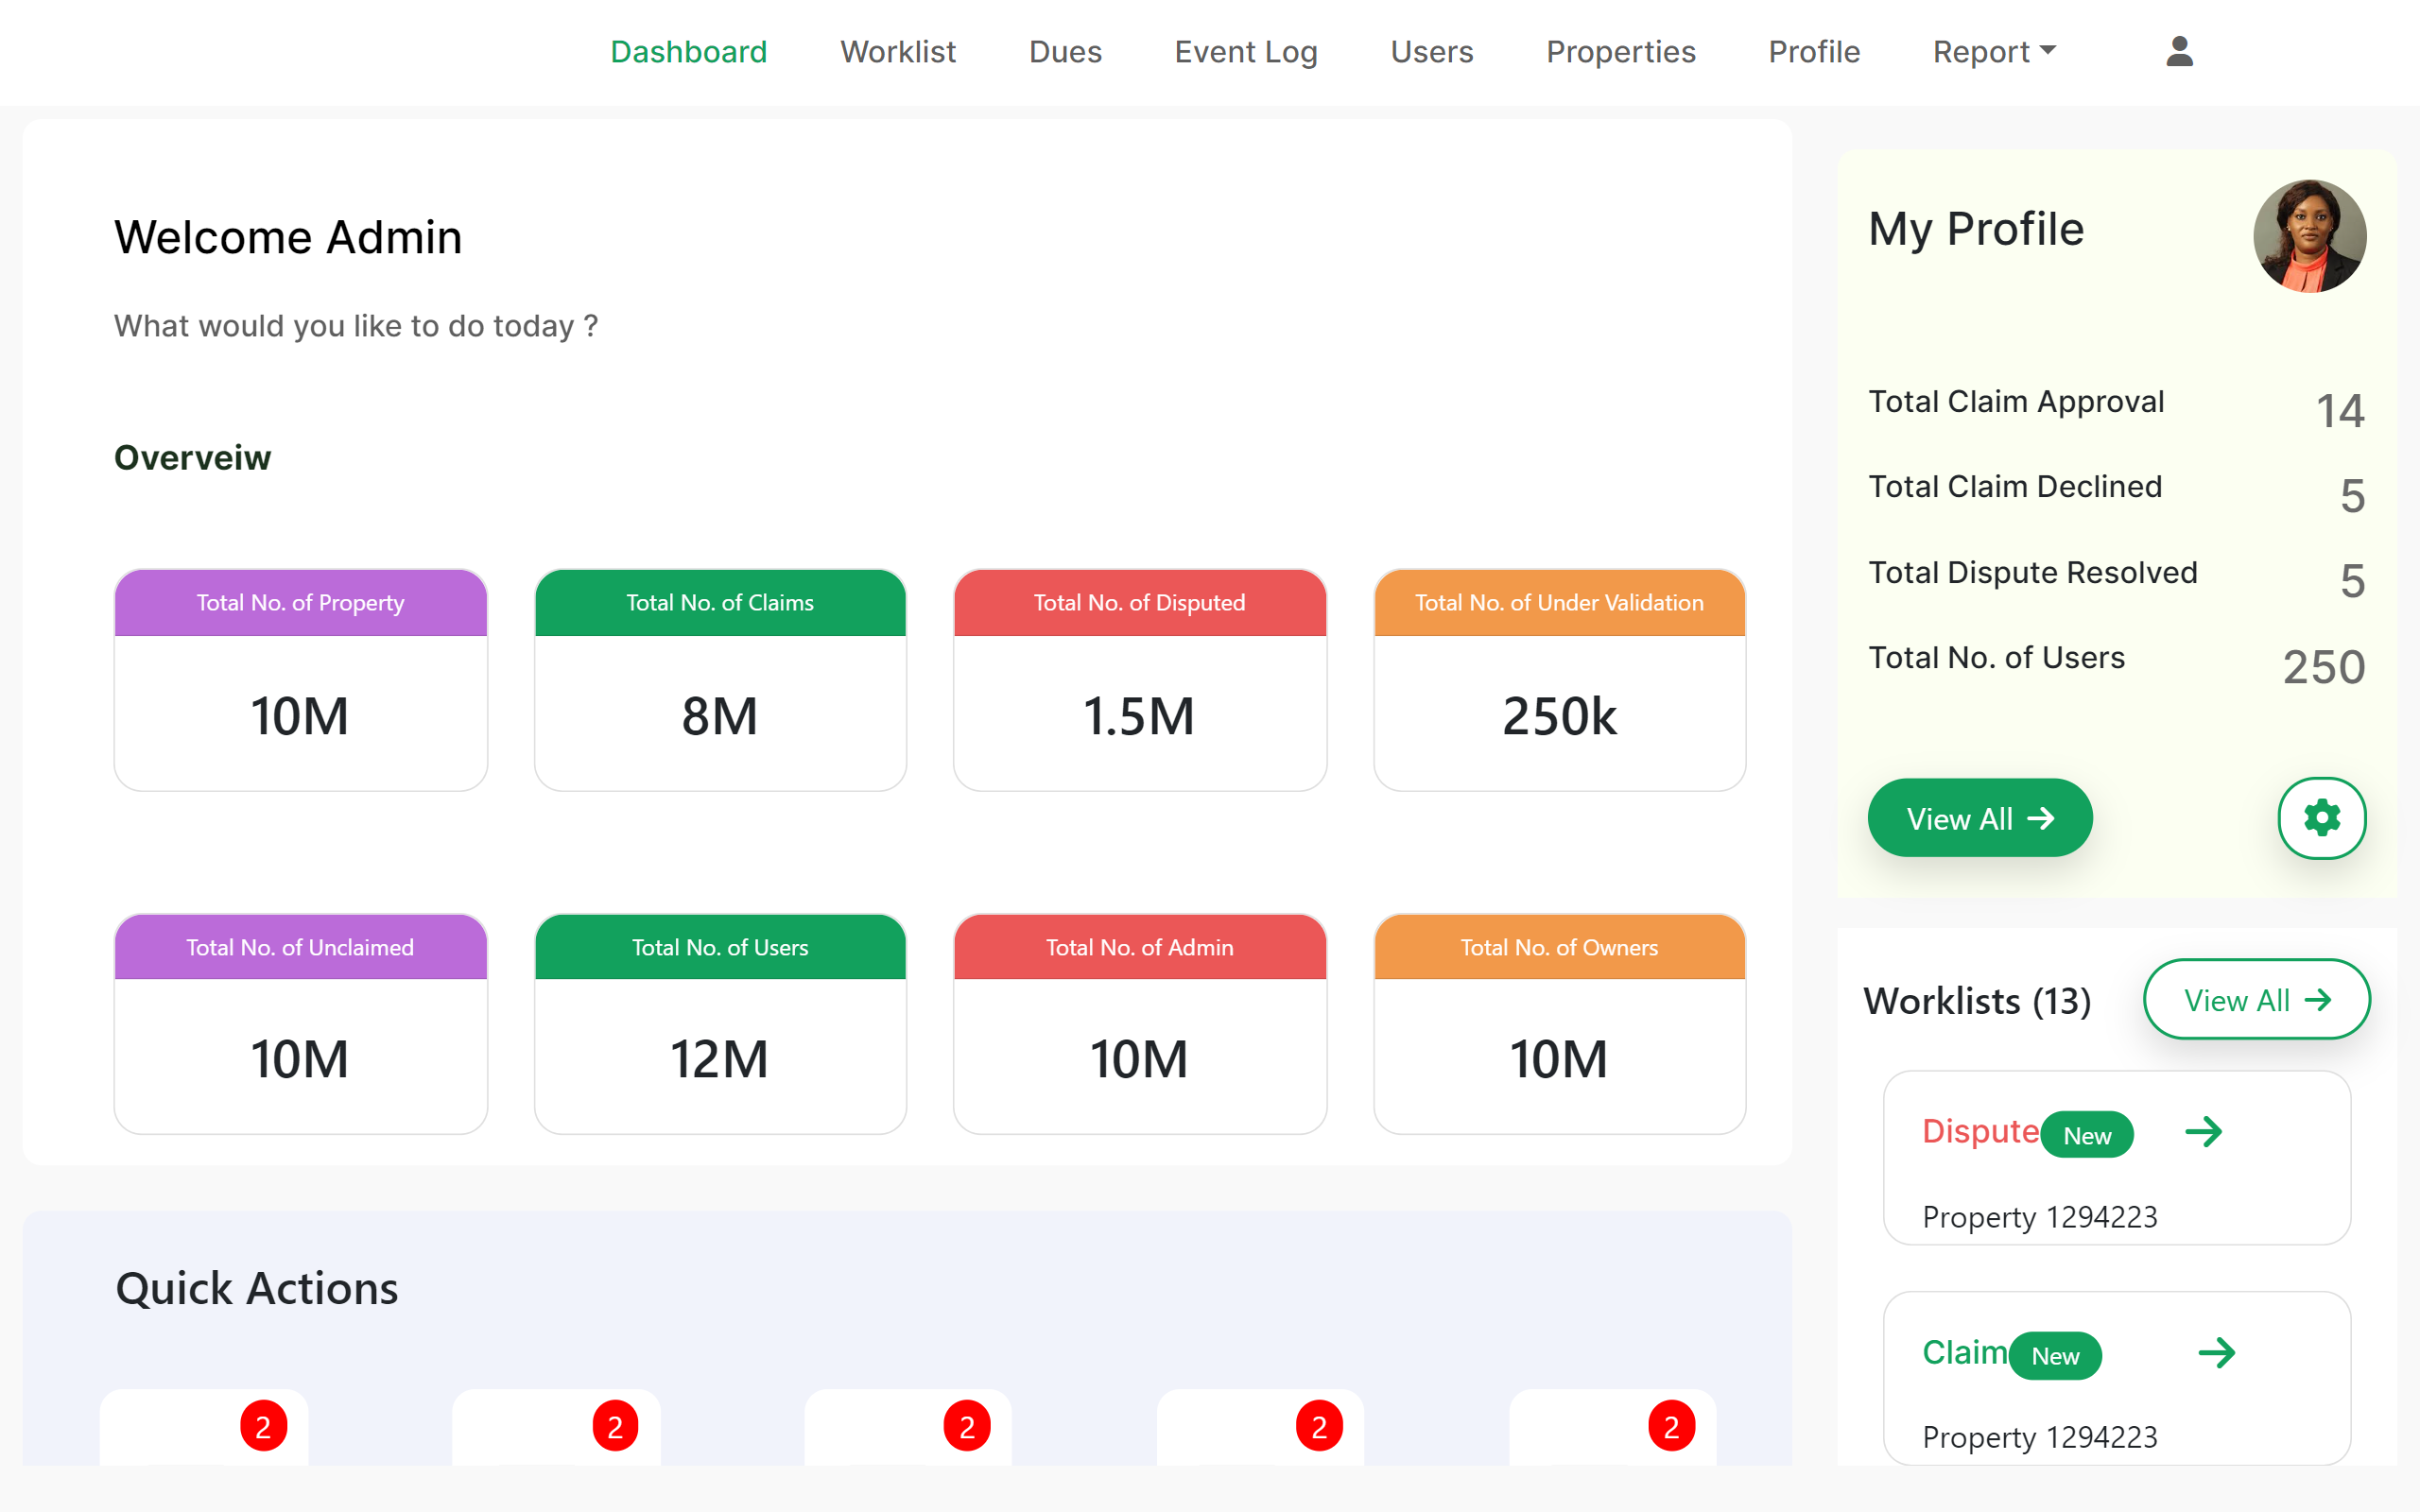 Dashboard Worklist Dues Event Log Users Properties Profile Report
Welcome Admin
What would you like to do today ?
Overveiw
Total No. of Property Total No. of Claims Total No. of Disputed Total No. of Under Validation
10M 8M 1.5M 250k
Total No. of Unclaimed Total No. of Users Total No. of Admin Total No. of Owners
10M 12M 10M 10M
Quick Actions
2 2 2 2 2
My Profile
Total Claim Approval 14
Total Claim Declined 5
Total Dispute Resolved 5
Total No. of Users 250
View All
Worklists (13) View All
Dispute New
Property 1294223
Claim New
Property 1294223